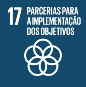 17 PARCERIAS PARA
A IMPLEMENTAÇÃO
DOS OBJETIVOS